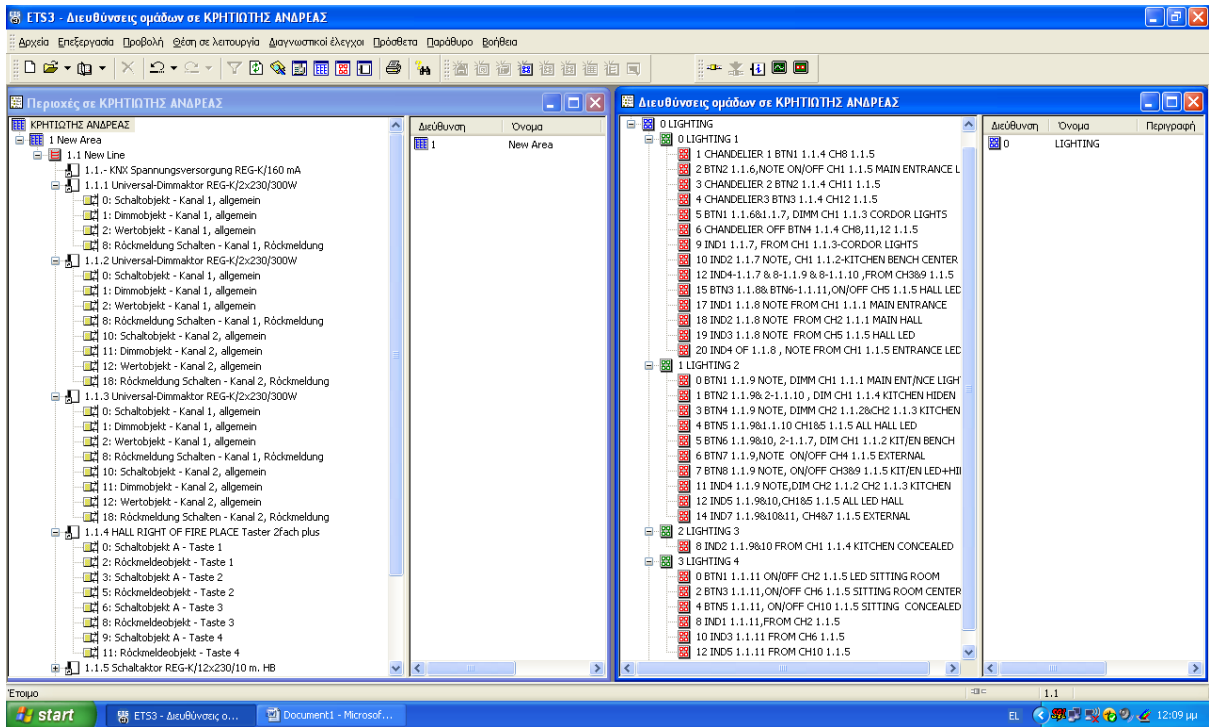 ETS3 - Διευθύνσεις ομάδων σε ΚΡΗΤΙΩΤΗΣ ΑΝΔΡΕΑΣ
Αρχεία Επεξεργασία Προβολή Θέση σε λειτουργία Διαγνωστικοί έλεγχοι Πρόσθετα Παράθυρο Βοήθεια
Περιοχές σε ΚΡΗΤΙΩΤΗΣ ΑΝΔΡΕΑΣ
ΚΡΗΤΙΩΤΗΣ ΑΝΔΡΕΑΣ
1 New Area
1.1 New Line
1.1.- KNX Spannungsversorgung REG-K/160 mA
1.1.1 Universal-Dimmaktor REG-K/2x230/300W
0: Schaltobjekt - Kanal 1, allgemein
1: Dimmobjekt - Kanal 1, allgemein
2: Wertobjekt - Kanal 1, allgemein
8: Róckmeldung Schalten - Kanal 1, Róckmeldung
1.1.2 Universal-Dimmaktor REG-K/2x230/300W
0: Schaltobjekt - Kanal 1, allgemein
1: Dimmobjekt - Kanal 1, allgemein
2: Wertobjekt - Kanal 1, allgemein
8: Róckmeldung Schalten - Kanal 1, Róckmeldung
10: Schaltobjekt - Kanal 2, allgemein
11: Dimmobjekt - Kanal 2, allgemein
12: Wertobjekt - Kanal 2, allgemein
18: Róckmeldung Schalten - Kanal 2, Róckmeldung
1.1.3 Universal-Dimmaktor REG-K/2x230/300W
0: Schaltobjekt - Kanal 1, allgemein
1: Dimmobjekt - Kanal 1, allgemein
2: Wertobjekt - Kanal 1, allgemein
8: Róckmeldung Schalten - Kanal 1, Róckmeldung
10: Schaltobjekt - Kanal 2, allgemein
11: Dimmobjekt - Kanal 2, allgemein
12: Wertobjekt - Kanal 2, allgemein
18: Róckmeldung Schalten - Kanal 2, Róckmeldung
1.1.4 HALL RIGHT OF FIRE PLACE Taster 2fach plus
0: Schaltobjekt A - Taste 1
2: Róckmeldeobjekt - Taste 1
3: Schaltobjekt A - Taste 2
5: Róckmeldeobjekt - Taste 2
6: Schaltobjekt A - Taste 3
8: Róckmeldeobjekt - Taste 3
9: Schaltobjekt A - Taste 4
11: Róckmeldeobjekt - Taste 4
1.1.5 Schaltaktor REG-K/12x230/10 m. HB
Διεύθυνση Όνομα
1 New Area
Διευθύνσεις ομάδων σε ΚΡΗΤΙΩΤΗΣ ΑΝΔΡΕΑΣ
0 LIGHTING
0 LIGHTING 1
1 CHANDELIER 1 BTN1 1.1.4 CH8 1.1.5
2 BTN2 1.1.6,NOTE ON/OFF CH1 1.1.5 MAIN ENTRANCE L
3 CHANDELIER 2 BTN2 1.1.4 CH11 1.1.5
4 CHANDELIER3 BTN3 1.1.4 CH12 1.1.5
5 BTN1 1.1.6&1.1.7, DIMM CH1 1.1.3 CORDOR LIGHTS
6 CHANDELIER OFF BTN4 1.1.4 CH8,11,12 1.1.5
9 IND1 1.1.7, FROM CH1 1.1.3-CORDOR LIGHTS
10 IND2 1.1.7 NOTE, CH1 1.1.2-KITCHEN BENCH CENTER
12 IND4-1.1.7 & 8-1.1.9 & 8-1.1.10 ,FROM CH3&9 1.1.5
15 BTN3 1.1.8& BTN6-1.1.11,ON/OFF CH5 1.1.5 HALL LED
17 IND1 1.1.8 NOTE FROM CH1 1.1.1 MAIN ENTRANCE
18 IND2 1.1.8 NOTE FROM CH2 1.1.1 MAIN HALL
19 IND3 1.1.8 NOTE FROM CH5 1.1.5 HALL LED
20 IND4 OF 1.1.8 , NOTE FROM CH1 1.1.5 ENTRANCE LED
1 LIGHTING 2
0 BTN1 1.1.9 NOTE, DIMM CH1 1.1.1 MAIN ENT/NCE LIGH
1 BTN2 1.1.9& 2-1.1.10 , DIM CH1 1.1.4 KITCHEN HIDEN
3 BTN4 1.1.9 NOTE, DIMM CH2 1.1.2&CH2 1.1.3 KITCHEN
4 BTN5 1.1.9&1.1.10 CH1&5 1.1.5 ALL HALL LED
5 BTN6 1.1.9&10, 2-1.1.7, DIM CH1 1.1.2 KIT/EN BENCH
6 BTN7 1.1.9,NOTE ON/OFF CH4 1.1.5 EXTERNAL
7 BTN8 1.1.9 NOTE, ON/OFF CH3&9 1.1.5 KIT/EN LED+HI
11 IND4 1.1.9 NOTE,DIM CH2 1.1.2 CH2 1.1.3 KITCHEN
12 IND5 1.1.9&10,CH1&5 1.1.5 ALL LED HALL
14 IND7 1.1.9&10&11, CH4&7 1.1.5 EXTERNAL
2 LIGHTING 3
8 IND2 1.1.9&10 FROM CH1 1.1.4 KITCHEN CONCEALED
3 LIGHTING 4
0 BTN1 1.1.11 ON/0FF CH2 1.1.5 LED SITTING ROOM
2 BTN3 1.1.11,ON/OFF CH6 1.1.5 SITTING ROOM CENTER
4 BTN5 1.1.11, ON/OFF CH10 1.1.5 SITTING CONCEALED
8 IND1 1.1.11,FROM CH2 1.1.5
10 IND3 1.1.11 FROM CH6 1.1.5
12 IND5 1.1.11 FROM CH10 1.1.5
Διεύθυνση Όνομα Περιγραφή
0 LIGHTING
Έτοιμο
1.1
start
ETS3 - Διευθύνσεις ο...
Document1 - Microsof...
EL
12:09 μμ